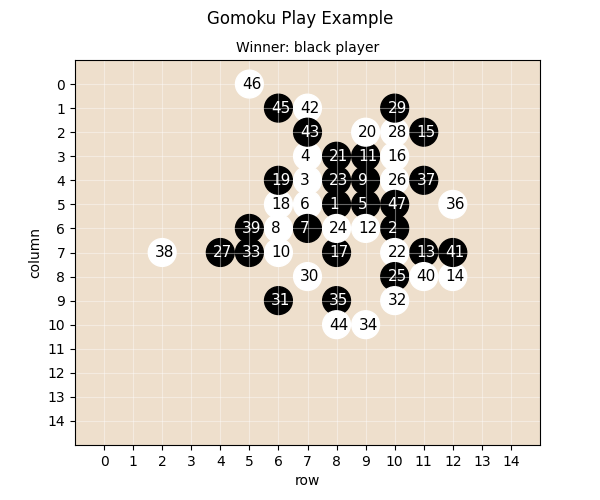 Gomoku Play Example
Winner: black player
0 46
1 45 42 29
2 43 20 28 15
3 4 21 11 16
4 19 3 23 9 26 37
5 18 6 1 5 47 36
6 39 8 7 24 12 2
7 38 27 33 10 17 22 13 41
8 30 25 40 14
9 31 35 32
10 44 34
11
12
13
14
column
0 1 2 3 4 5 6 7 8 9 10 11 12 13 14
row